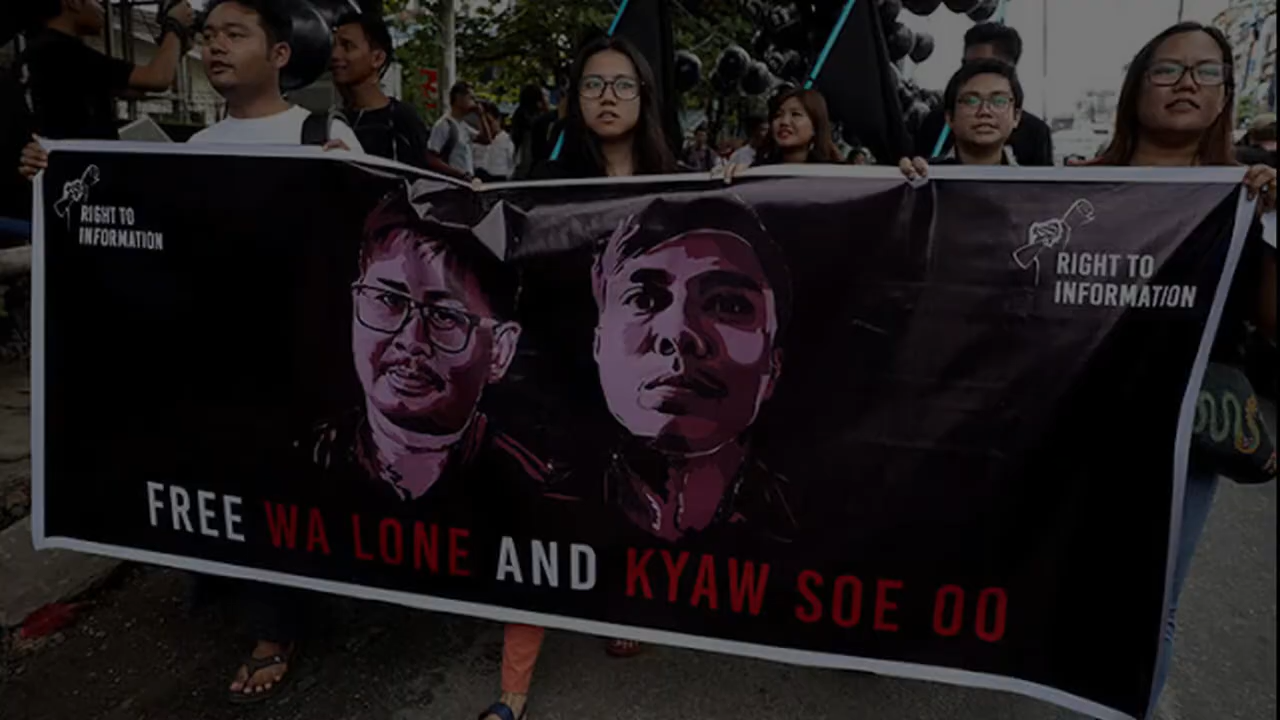 RIGHT TO
INFORMATION
RIGHT TO
INFORMATION
FREE WA LONE AND KYAW SOE OO